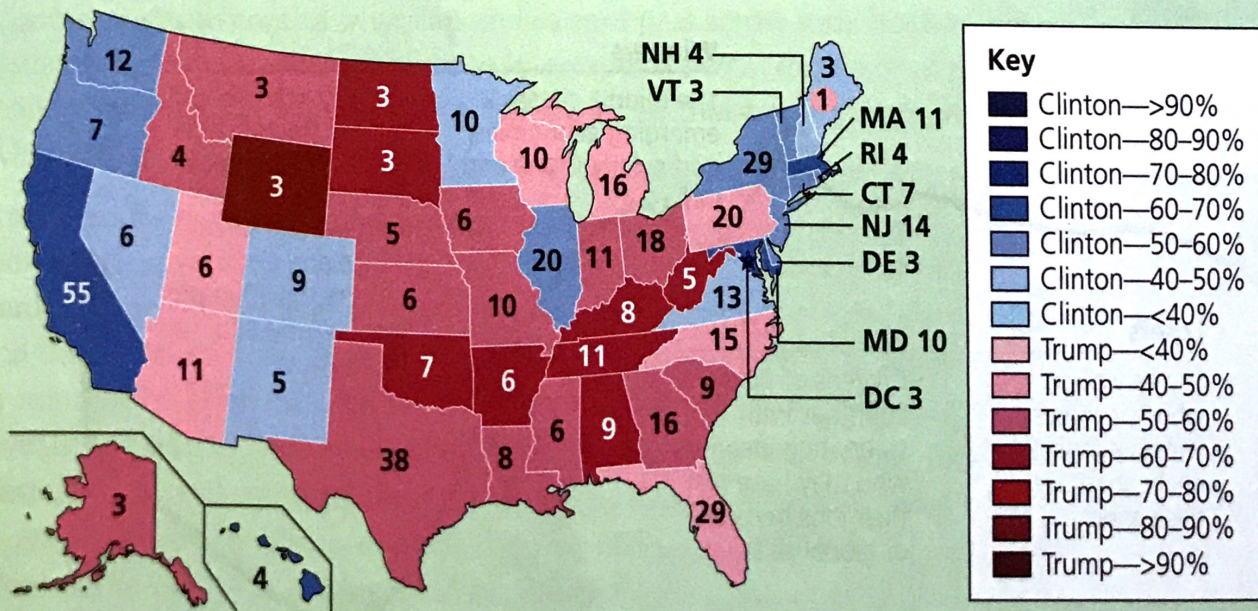 NH 4
VT 3
MA 11
RI 4
CT 7
NJ 14
DE 3
MD 10
DC 3
12
7
3
4
3
3
3
10
10
16
3
1
29
20
6
6
9
5
6
20
11
18
5
13
55
6
10
8
15
11
5
7
6
11
9
38
8
6
9
16
29
3
4
Key
Clinton—>90%
Clinton—80–90%
Clinton—70–80%
Clinton—60–70%
Clinton—50–60%
Clinton—40–50%
Clinton—<40%
Trump—<40%
Trump—40–50%
Trump—50–60%
Trump—60–70%
Trump—70–80%
Trump—80–90%
Trump—>90%